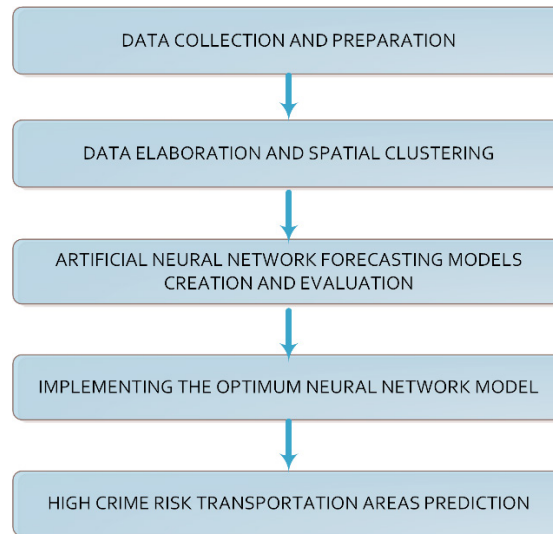 DATA COLLECTION AND PREPARATION
DATA ELABORATION AND SPATIAL CLUSTERING
ARTIFICIAL NEURAL NETWORK FORECASTING MODELS
CREATION AND EVALUATION
IMPLEMENTING THE OPTIMUM NEURAL NETWORK MODEL
HIGH CRIME RISK TRANSPORTATION AREAS PREDICTION